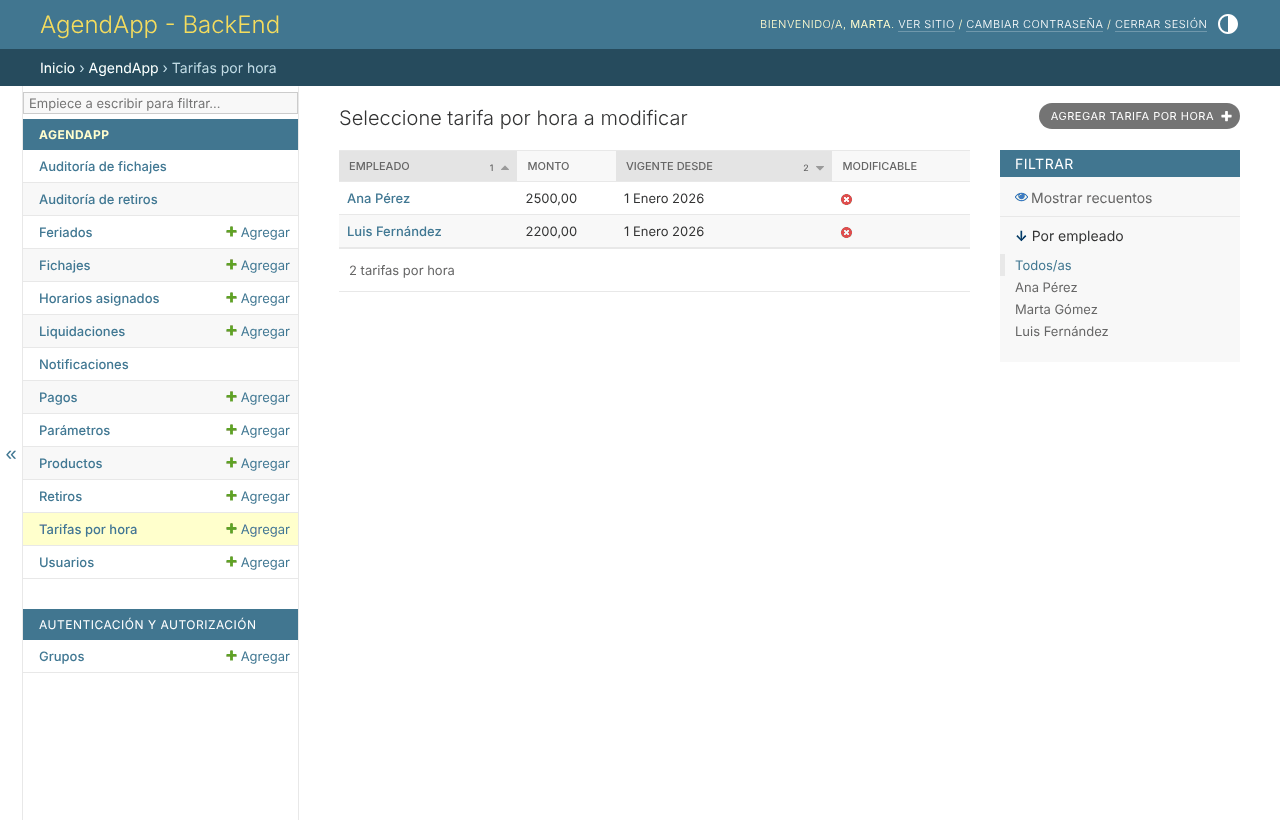 AgendApp - BackEnd
BIENVENIDO/A, MARTA. VER SITIO / CAMBIAR CONTRASEÑA / CERRAR SESIÓN
Inicio › AgendApp › Tarifas por hora
Empiece a escribir para filtrar...
AGENDAPP
Auditoría de fichajes
Auditoría de retiros
Feriados Agregar
Fichajes Agregar
Horarios asignados Agregar
Liquidaciones Agregar
Notificaciones
Pagos Agregar
Parámetros Agregar
Productos Agregar
Retiros Agregar
Tarifas por hora Agregar
Usuarios Agregar
AUTENTICACIÓN Y AUTORIZACIÓN
Grupos Agregar
«
Seleccione tarifa por hora a modificar
AGREGAR TARIFA POR HORA
EMPLEADO 1 MONTO VIGENTE DESDE 2 MODIFICABLE
Ana Pérez 2500,00 1 Enero 2026
Luis Fernández 2200,00 1 Enero 2026
2 tarifas por hora
FILTRAR
Mostrar recuentos
Por empleado
Todos/as
Ana Pérez
Marta Gómez
Luis Fernández